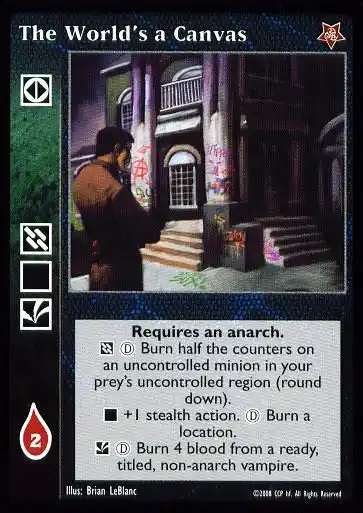 The World's a Canvas
Requires an anarch.
Ⓓ Burn half the counters on
an uncontrolled minion in your
prey's uncontrolled region (round
down).
+1 stealth action. Ⓓ Burn a
location.
Ⓓ Burn 4 blood from a ready,
titled, non-anarch vampire.
2
Illus: Brian LeBlanc
©2008 CCP hf. All Rights Reserved